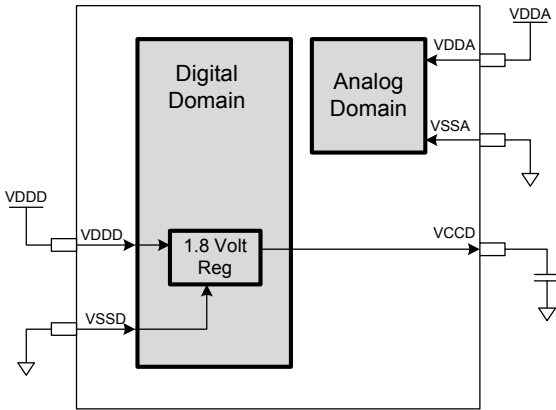 VDDA
VDDA
Digital
Domain
Analog
Domain
VSSA
VDDD
VDDD
1.8 Volt
Reg
VCCD
VSSD